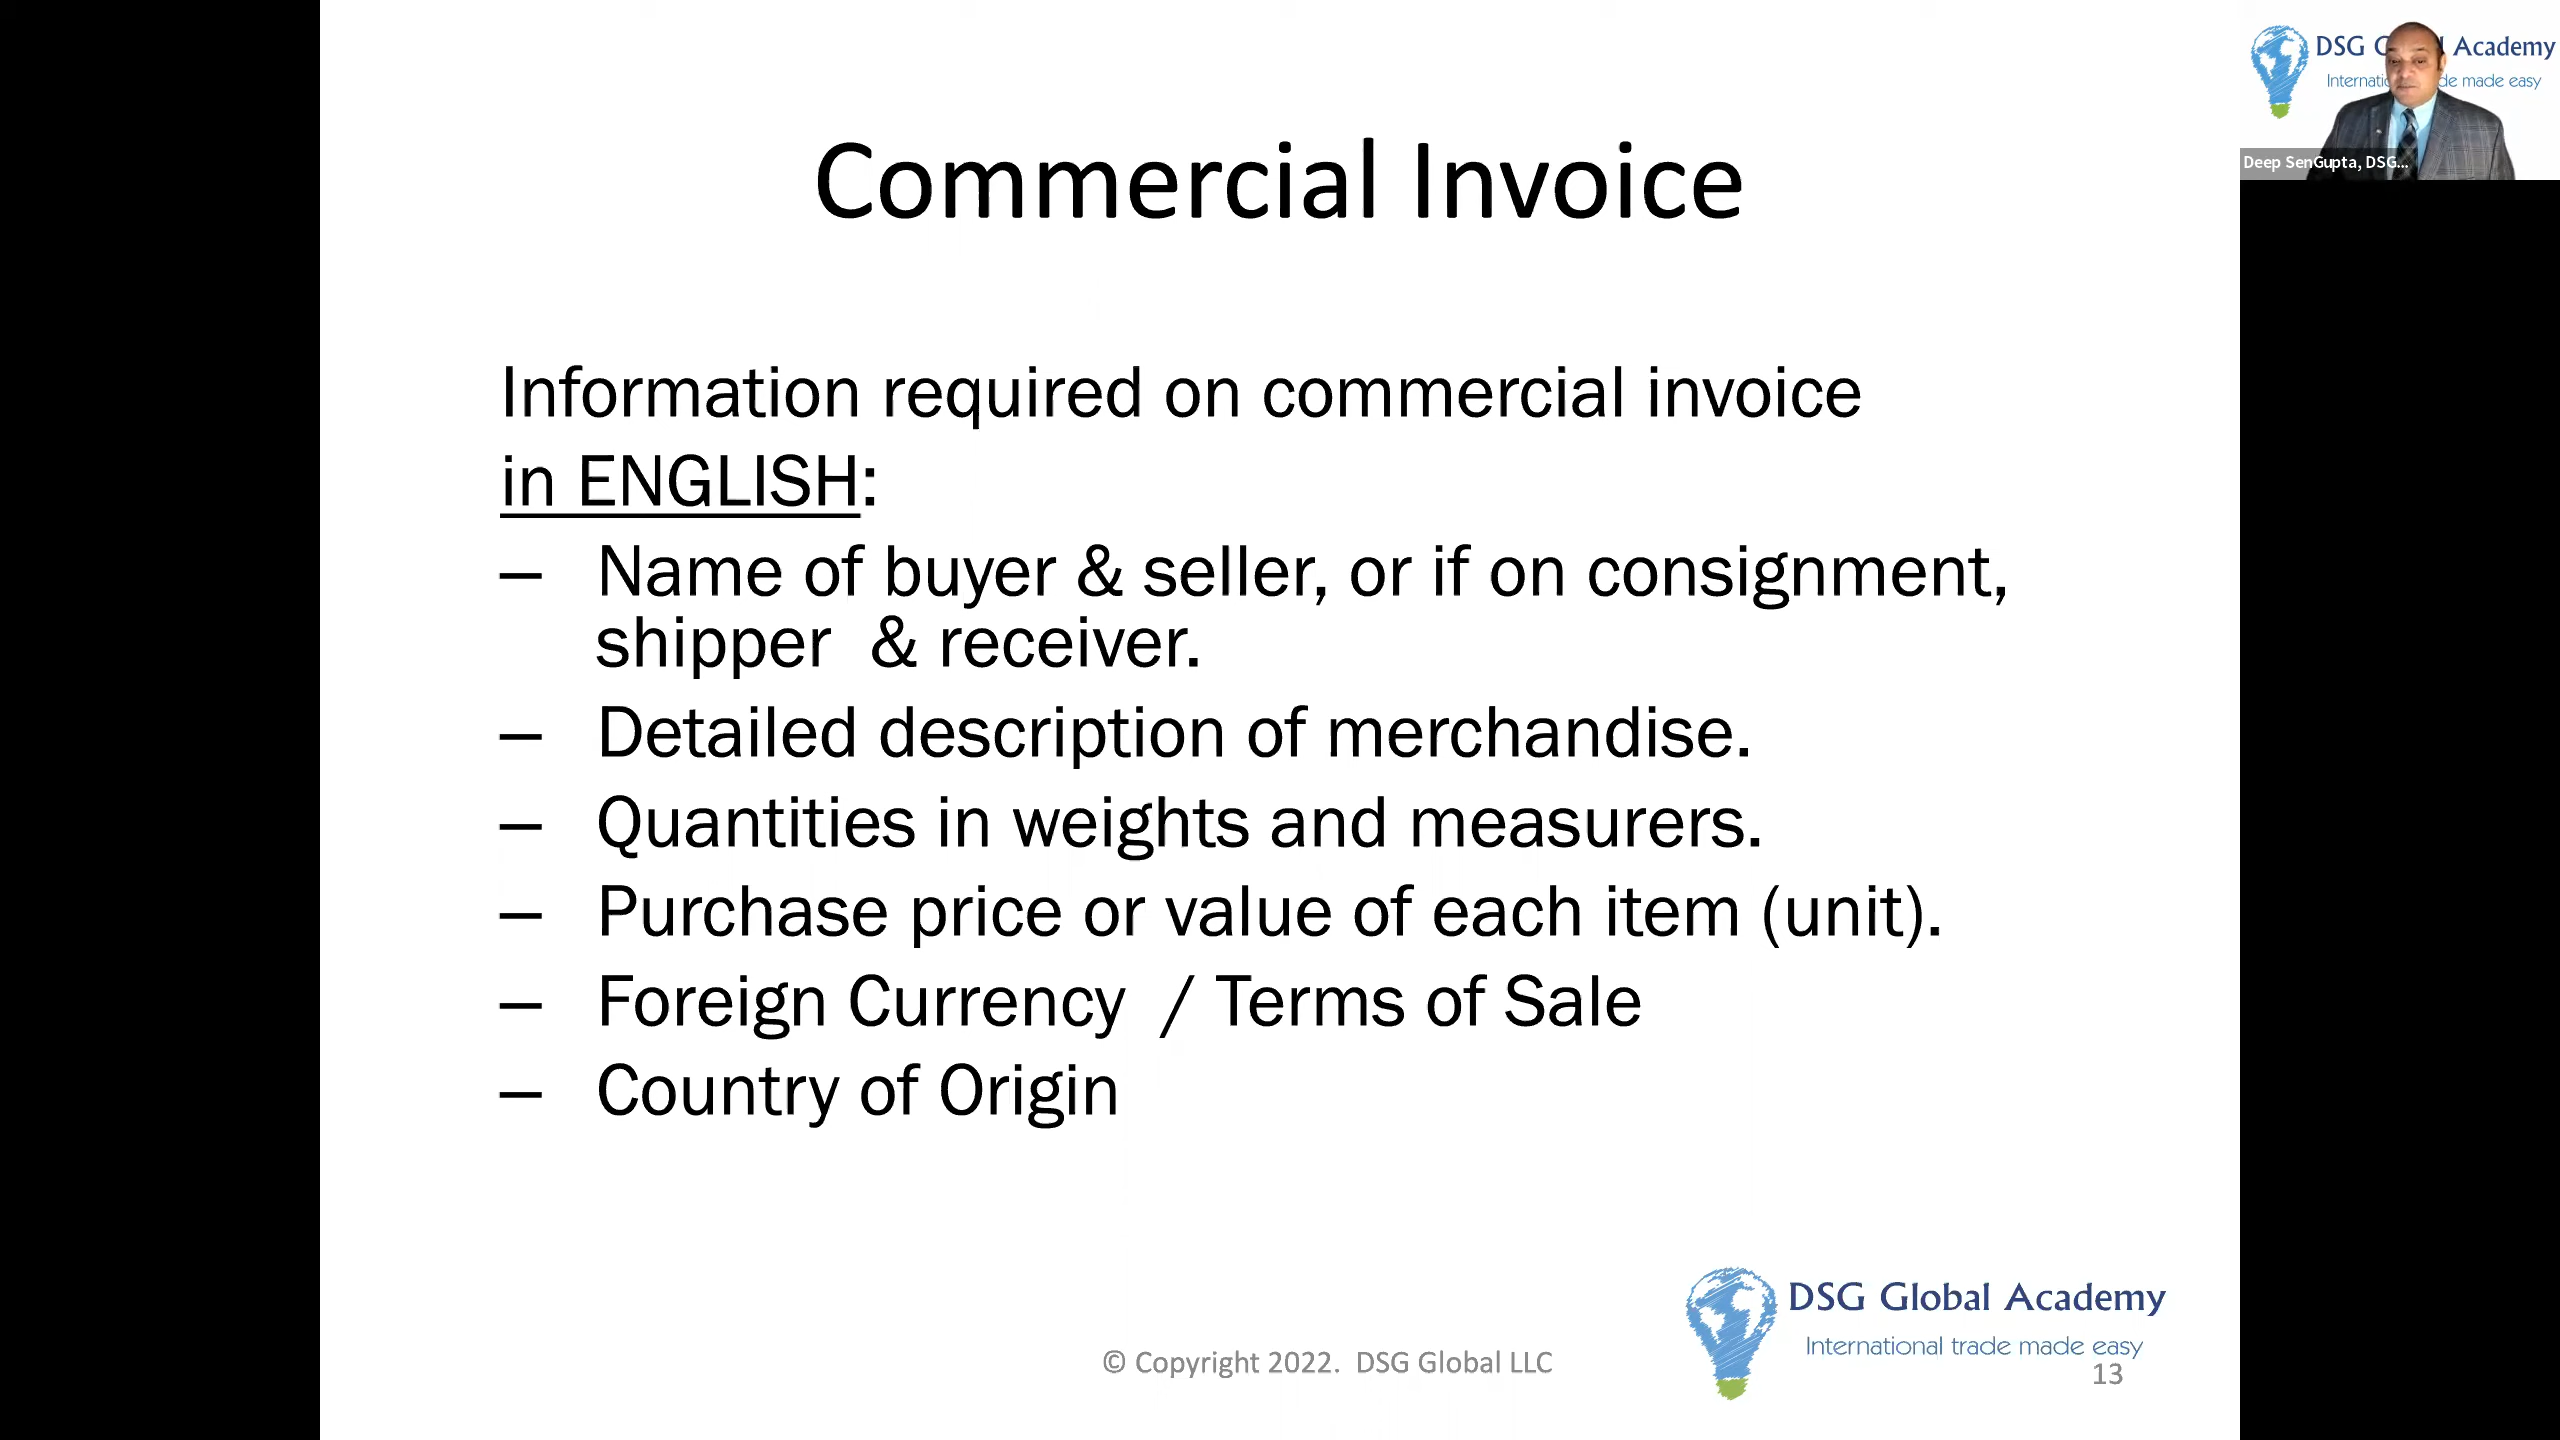 Commercial Invoice
Information required on commercial invoice
in ENGLISH:
– Name of buyer & seller, or if on consignment,
shipper & receiver.
– Detailed description of merchandise.
– Quantities in weights and measurers.
– Purchase price or value of each item (unit).
– Foreign Currency / Terms of Sale
– Country of Origin
© Copyright 2022. DSG Global LLC
DSG Global Academy
International trade made easy
13
DSG Academy
made easy
Deep SenGupta, DSG...